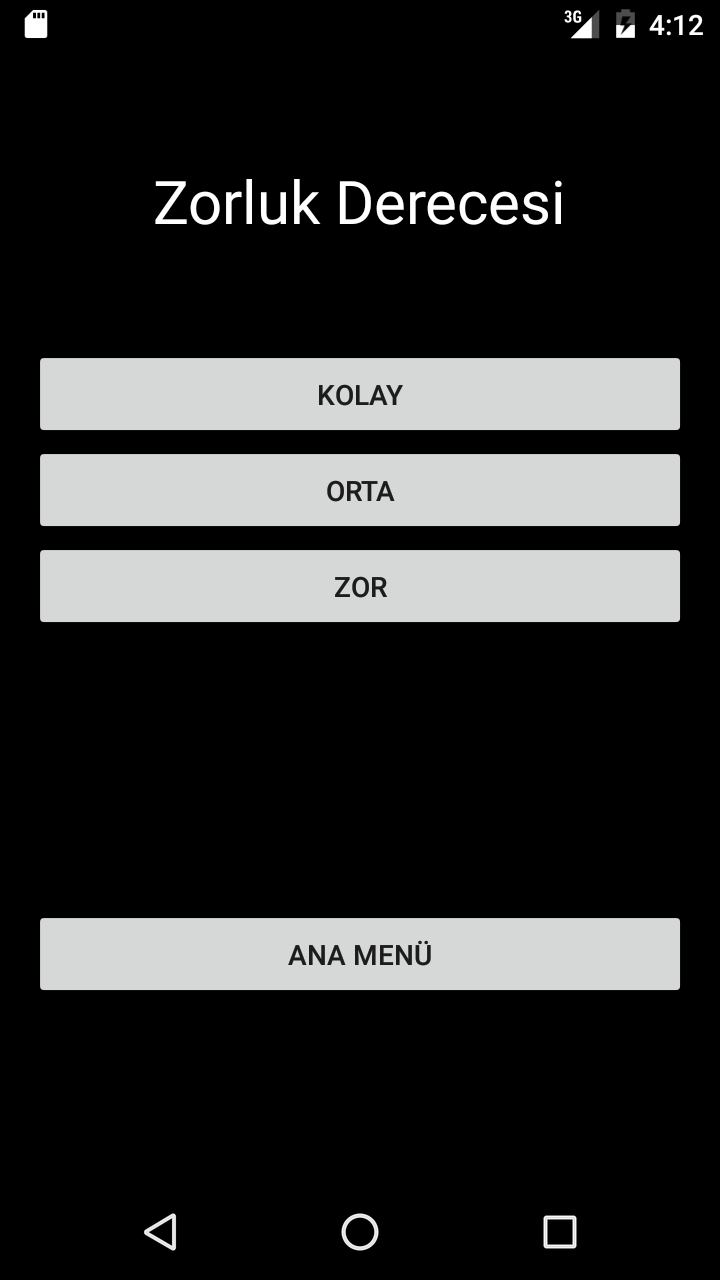 3G 4:12
Zorluk Derecesi
KOLAY
ORTA
ZOR
ANA MENÜ